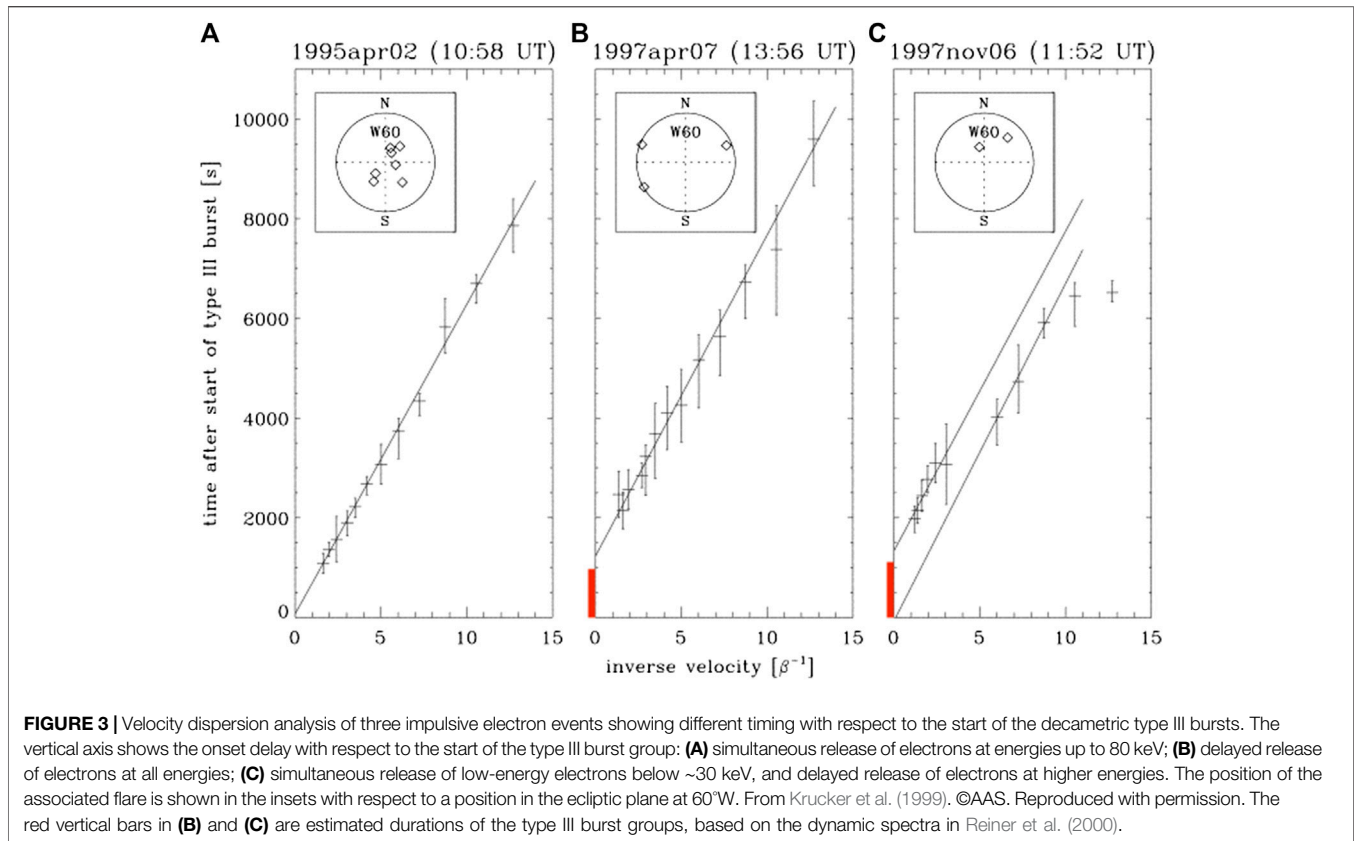 A
B
C
1995apr02 (10:58 UT)
1997apr07 (13:56 UT)
1997nov06 (11:52 UT)
N
W60
S
N
W60
S
N
W60
S
time after start of type III burst [s]
10000
8000
6000
4000
2000
0
0 5 10 15
0 5 10 15
0 5 10 15
inverse velocity [β⁻¹]
FIGURE 3 | Velocity dispersion analysis of three impulsive electron events showing different timing with respect to the start of the decametric type III bursts. The
vertical axis shows the onset delay with respect to the start of the type III burst group: (A) simultaneous release of electrons at energies up to 80 keV; (B) delayed release
of electrons at all energies; (C) simultaneous release of low-energy electrons below ~30 keV, and delayed release of electrons at higher energies. The position of the
associated flare is shown in the insets with respect to a position in the ecliptic plane at 60°W. From Krucker et al. (1999). ©AAS. Reproduced with permission. The
red vertical bars in (B) and (C) are estimated durations of the type III burst groups, based on the dynamic spectra in Reiner et al. (2000).